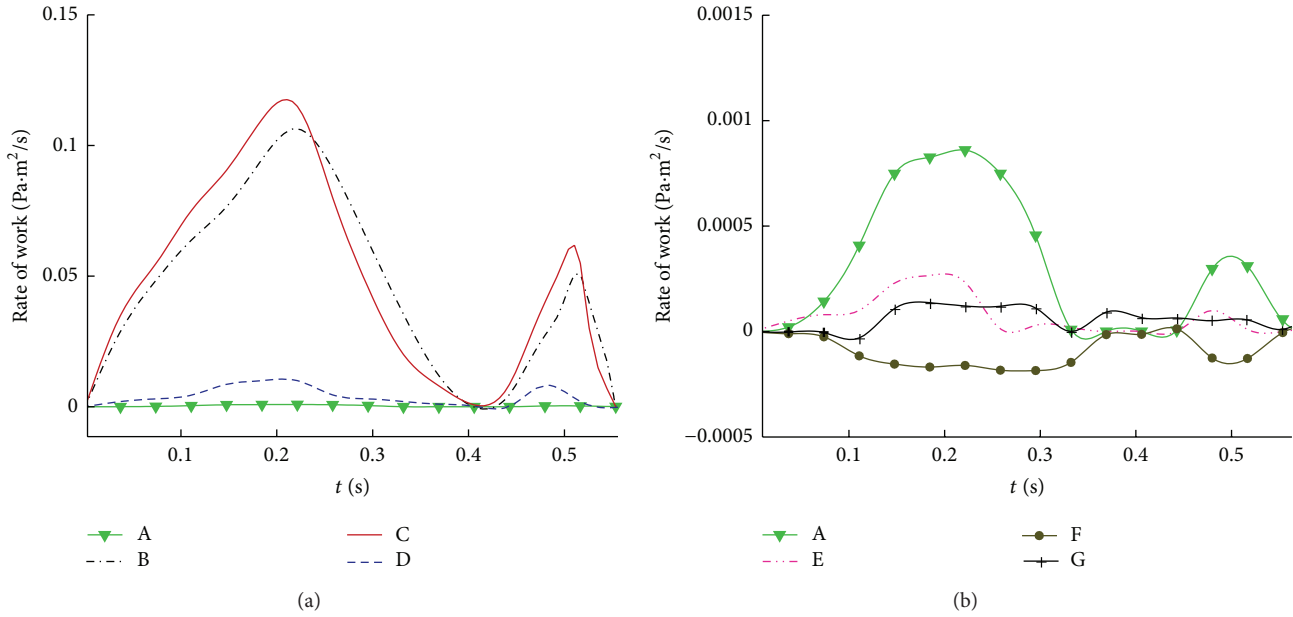 0.15
0.1
0.05
0
Rate of work (Pa·m²/s)
0.1 0.2 0.3 0.4 0.5
t (s)
A
B
C
D
(a)
0.0015
0.001
0.0005
0
−0.0005
Rate of work (Pa·m²/s)
0.1 0.2 0.3 0.4 0.5
t (s)
A
E
F
G
(b)